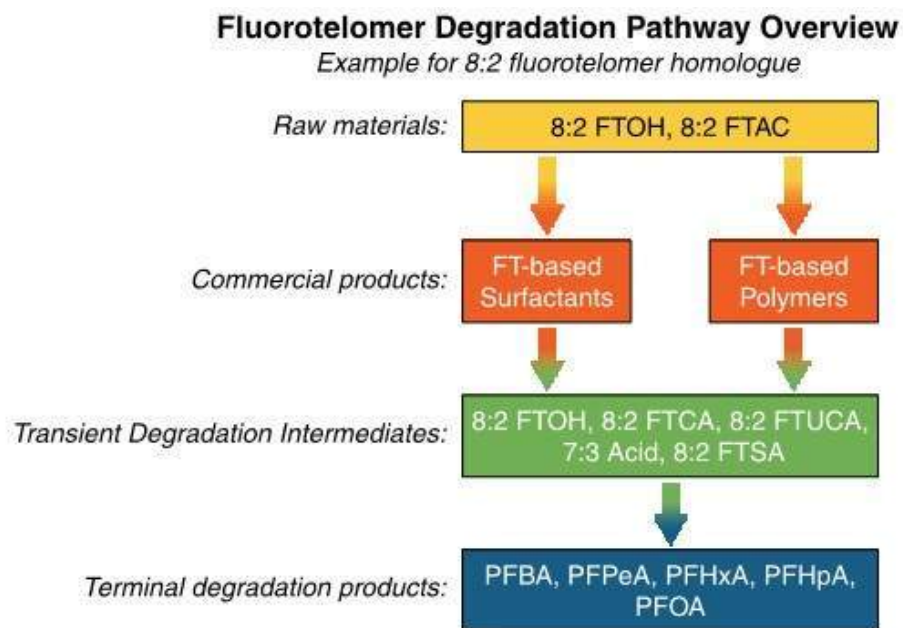 Fluorotelomer Degradation Pathway Overview
Example for 8:2 fluorotelomer homologue
Raw materials:
8:2 FTOH, 8:2 FTAC
Commercial products:
FT-based
Surfactants
FT-based
Polymers
Transient Degradation Intermediates:
8:2 FTOH, 8:2 FTCA, 8:2 FTUCA,
7:3 Acid, 8:2 FTSA
Terminal degradation products:
PFBA, PFPeA, PFHxA, PFHpA,
PFOA